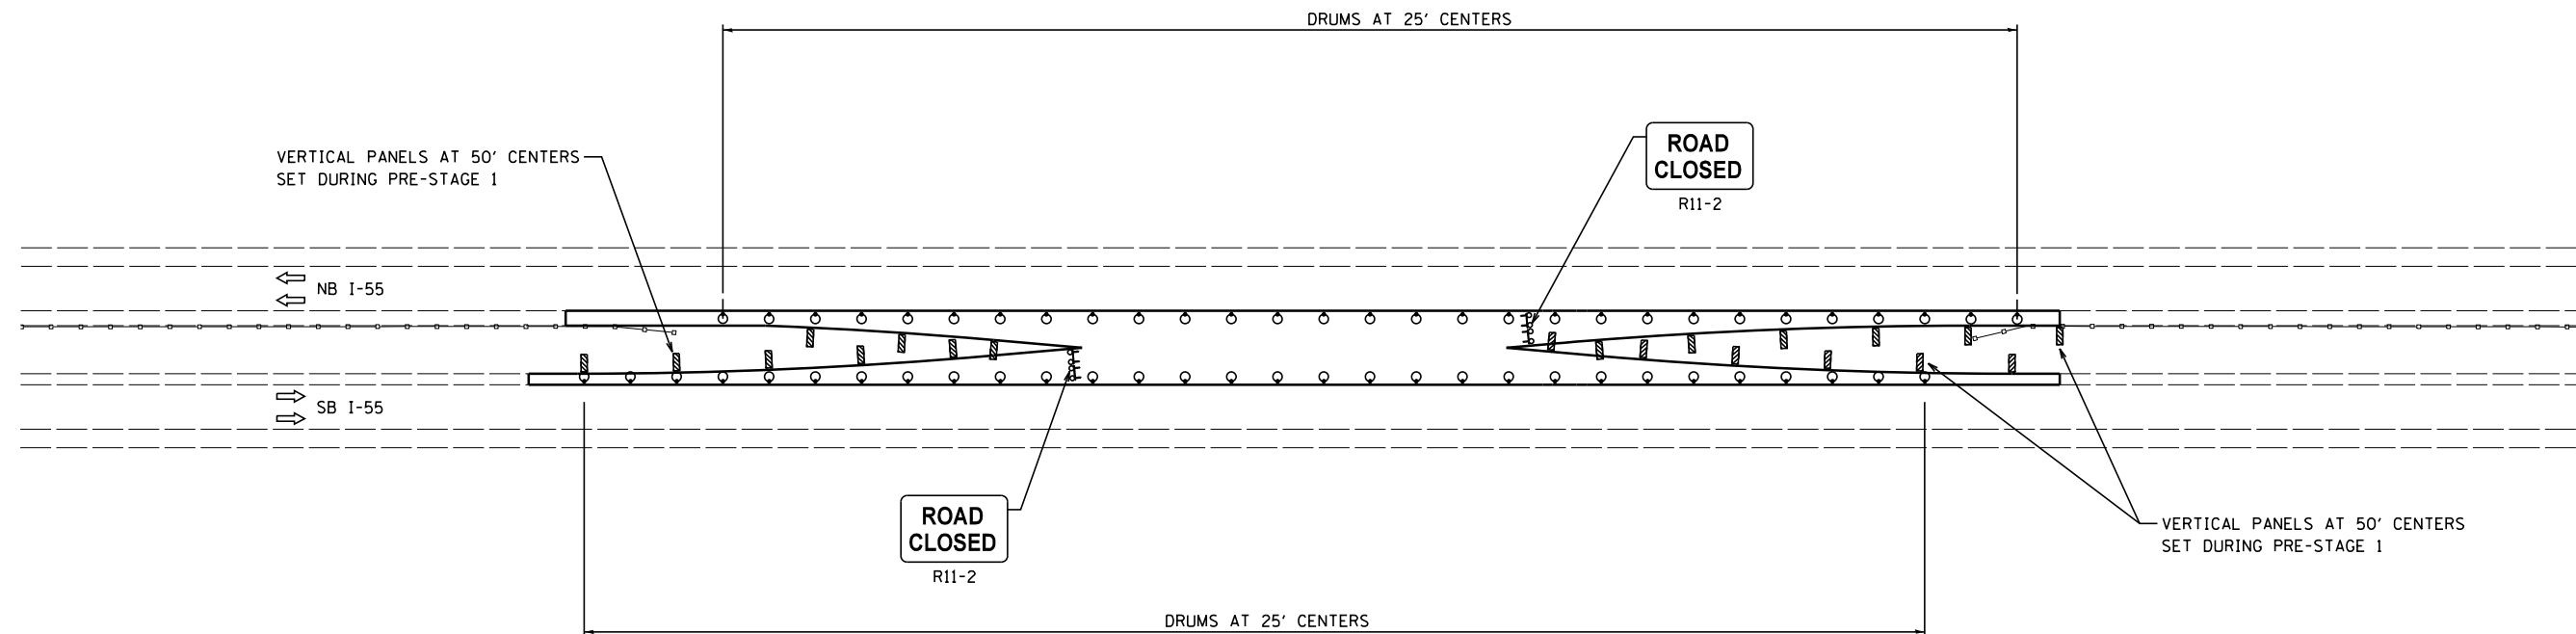 DRUMS AT 25' CENTERS
VERTICAL PANELS AT 50' CENTERS
SET DURING PRE-STAGE 1
ROAD
CLOSED
R11-2
NB I-55
SB I-55
ROAD
CLOSED
R11-2
VERTICAL PANELS AT 50' CENTERS
SET DURING PRE-STAGE 1
DRUMS AT 25' CENTERS